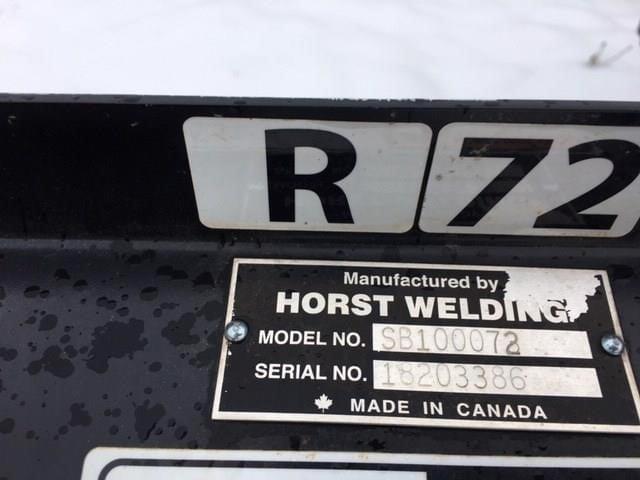 R 72
Manufactured by
HORST WELDING
MODEL NO. SB100072
SERIAL NO. 18203386
MADE IN CANADA